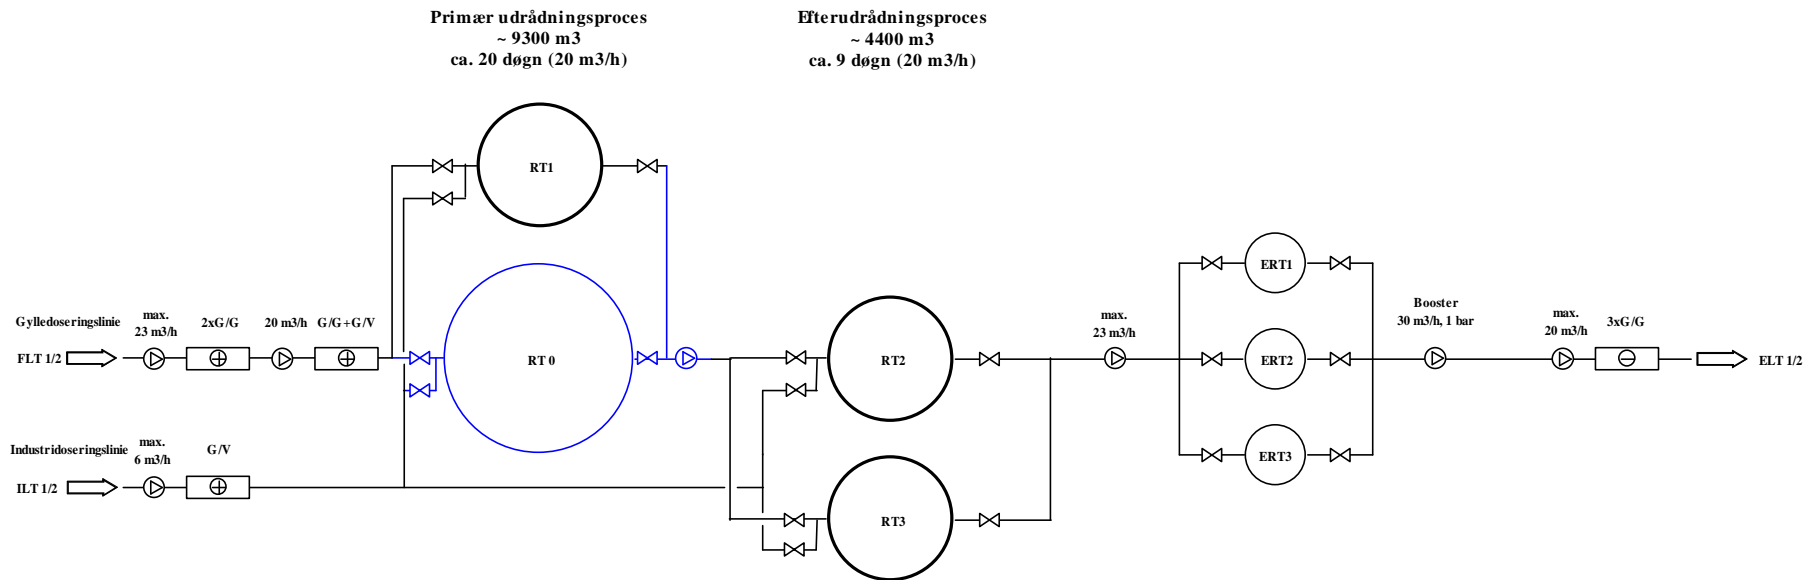 Primær udrådningsproces
~ 9300 m3
ca. 20 døgn (20 m3/h)
Efterudrådningsproces
~ 4400 m3
ca. 9 døgn (20 m3/h)
RT1
Gylledoseringslinie
max.
23 m3/h
2xG/G
20 m3/h
G/G+G/V
FLT 1/2
RT 0
RT2
max.
23 m3/h
ERT1
ERT2
ERT3
Booster
30 m3/h, 1 bar
max.
20 m3/h
3xG/G
ELT 1/2
Industridoseringslinie
max.
6 m3/h
G/V
ILT 1/2
RT3